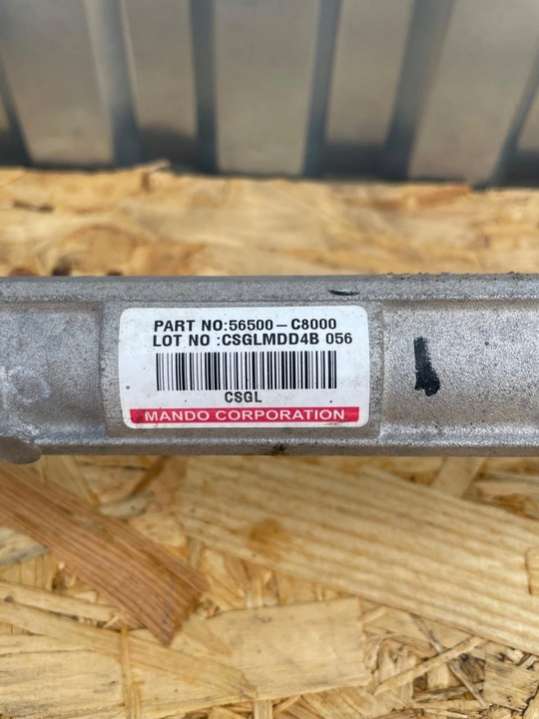 PART NO:56500-C8000
LOT NO :CSGLMDD4B 056
CSGL
MANDO CORPORATION